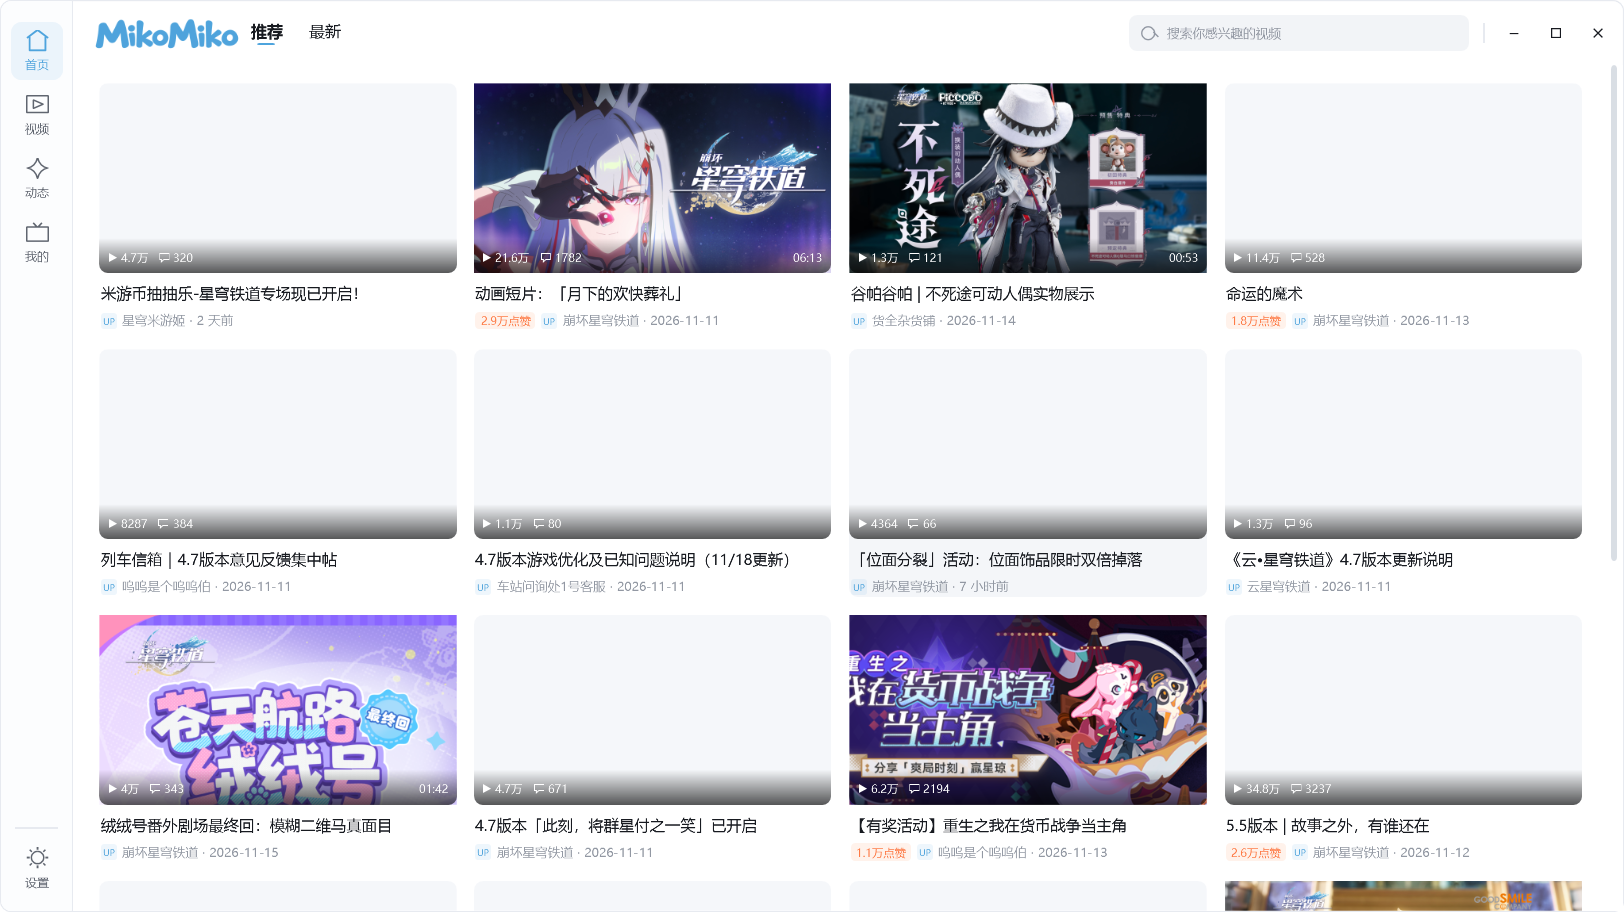 MikoMiko
推荐
最新
搜索你感兴趣的视频
首页
视频
动态
我的
设置
4.7万 320
米游币抽抽乐-星穹铁道专场现已开启！
UP 星穹米游姬 · 2 天前
崩坏
星穹铁道
21.6万 1782 06:13
动画短片：「月下的欢快葬礼」
2.9万点赞 UP 崩坏星穹铁道 · 2026-11-11
星穹铁道 PICCODO
不死途
预售特典
1.3万 121 00:53
谷帕谷帕 | 不死途可动人偶实物展示
UP 货全杂货铺 · 2026-11-14
11.4万 528
命运的魔术
1.8万点赞 UP 崩坏星穹铁道 · 2026-11-13
8287 384
列车信箱 | 4.7版本意见反馈集中帖
UP 呜呜是个呜呜伯 · 2026-11-11
1.1万 80
4.7版本游戏优化及已知问题说明（11/18更新）
UP 车站问询处1号客服 · 2026-11-11
4364 66
「位面分裂」活动：位面饰品限时双倍掉落
UP 崩坏星穹铁道 · 7 小时前
1.3万 96
《云•星穹铁道》4.7版本更新说明
UP 云星穹铁道 · 2026-11-11
星穹铁道
苍天航路
最终回
绒绒号
4万 343 01:42
绒绒号番外剧场最终回：模糊二维马真面目
UP 崩坏星穹铁道 · 2026-11-15
4.7万 671
4.7版本「此刻，将群星付之一笑」已开启
UP 崩坏星穹铁道 · 2026-11-11
重生之
我在货币战争
当主角
分享「爽局时刻」赢星琼
6.2万 2194
【有奖活动】重生之我在货币战争当主角
1.1万点赞 UP 呜呜是个呜呜伯 · 2026-11-13
34.8万 3237
5.5版本 | 故事之外，有谁还在
2.6万点赞 UP 崩坏星穹铁道 · 2026-11-12
星穹铁道
GOOD SMILE